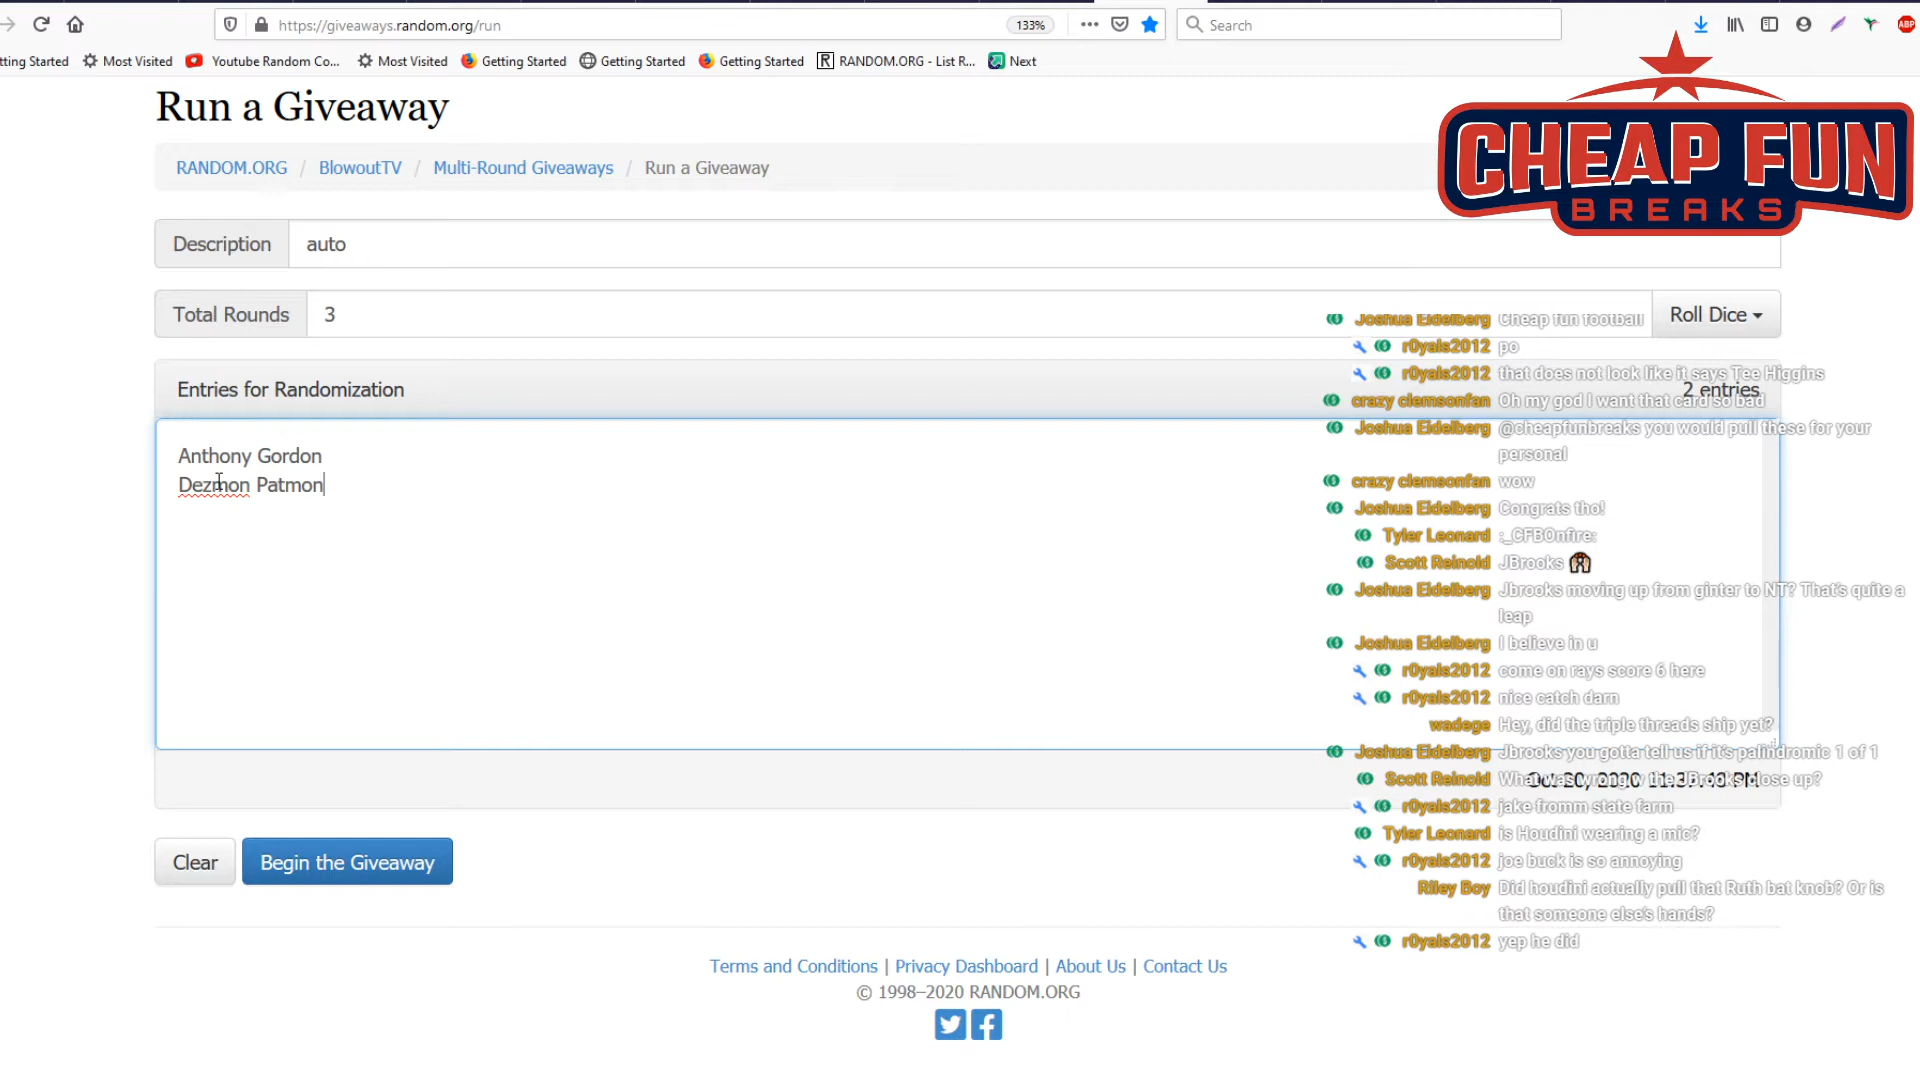 https://giveaways.random.org/run
133%
Search
tting Started
Most Visited
Youtube Random Co...
Most Visited
Getting Started
Getting Started
Getting Started
RANDOM.ORG - List R...
Next
ABP
Run a Giveaway
CHEAP FUN
BREAKS
RANDOM.ORG / BlowoutTV / Multi-Round Giveaways / Run a Giveaway
Description auto
Total Rounds 3
Roll Dice
Entries for Randomization
2 entries
Anthony Gordon
Dezmon Patmon
Joshua Eidelberg Cheap fun football
r0yals2012 po
r0yals2012 that does not look like it says Tee Higgins
crazy clemsonfan Oh my god I want that card so bad
Joshua Eidelberg @cheapfunbreaks you would pull these for your
personal
crazy clemsonfan wow
Joshua Eidelberg Congrats tho!
Tyler Leonard :_CFBOnfire:
Scott Reinold JBrooks
Joshua Eidelberg Jbrooks moving up from ginter to NT? That's quite a
leap
Joshua Eidelberg I believe in u
r0yals2012 come on rays score 6 here
r0yals2012 nice catch darn
wadege Hey, did the triple threads ship yet?
Joshua Eidelberg Jbrooks you gotta tell us if it's palindromic 1 of 1
Scott Reinold What was wrong w the JBrooks close up?
r0yals2012 jake fromm state farm
Tyler Leonard is Houdini wearing a mic?
r0yals2012 joe buck is so annoying
Riley Boy Did houdini actually pull that Ruth bat knob? Or is
that someone else's hands?
r0yals2012 yep he did
Clear
Begin the Giveaway
Terms and Conditions | Privacy Dashboard | About Us | Contact Us
© 1998–2020 RANDOM.ORG